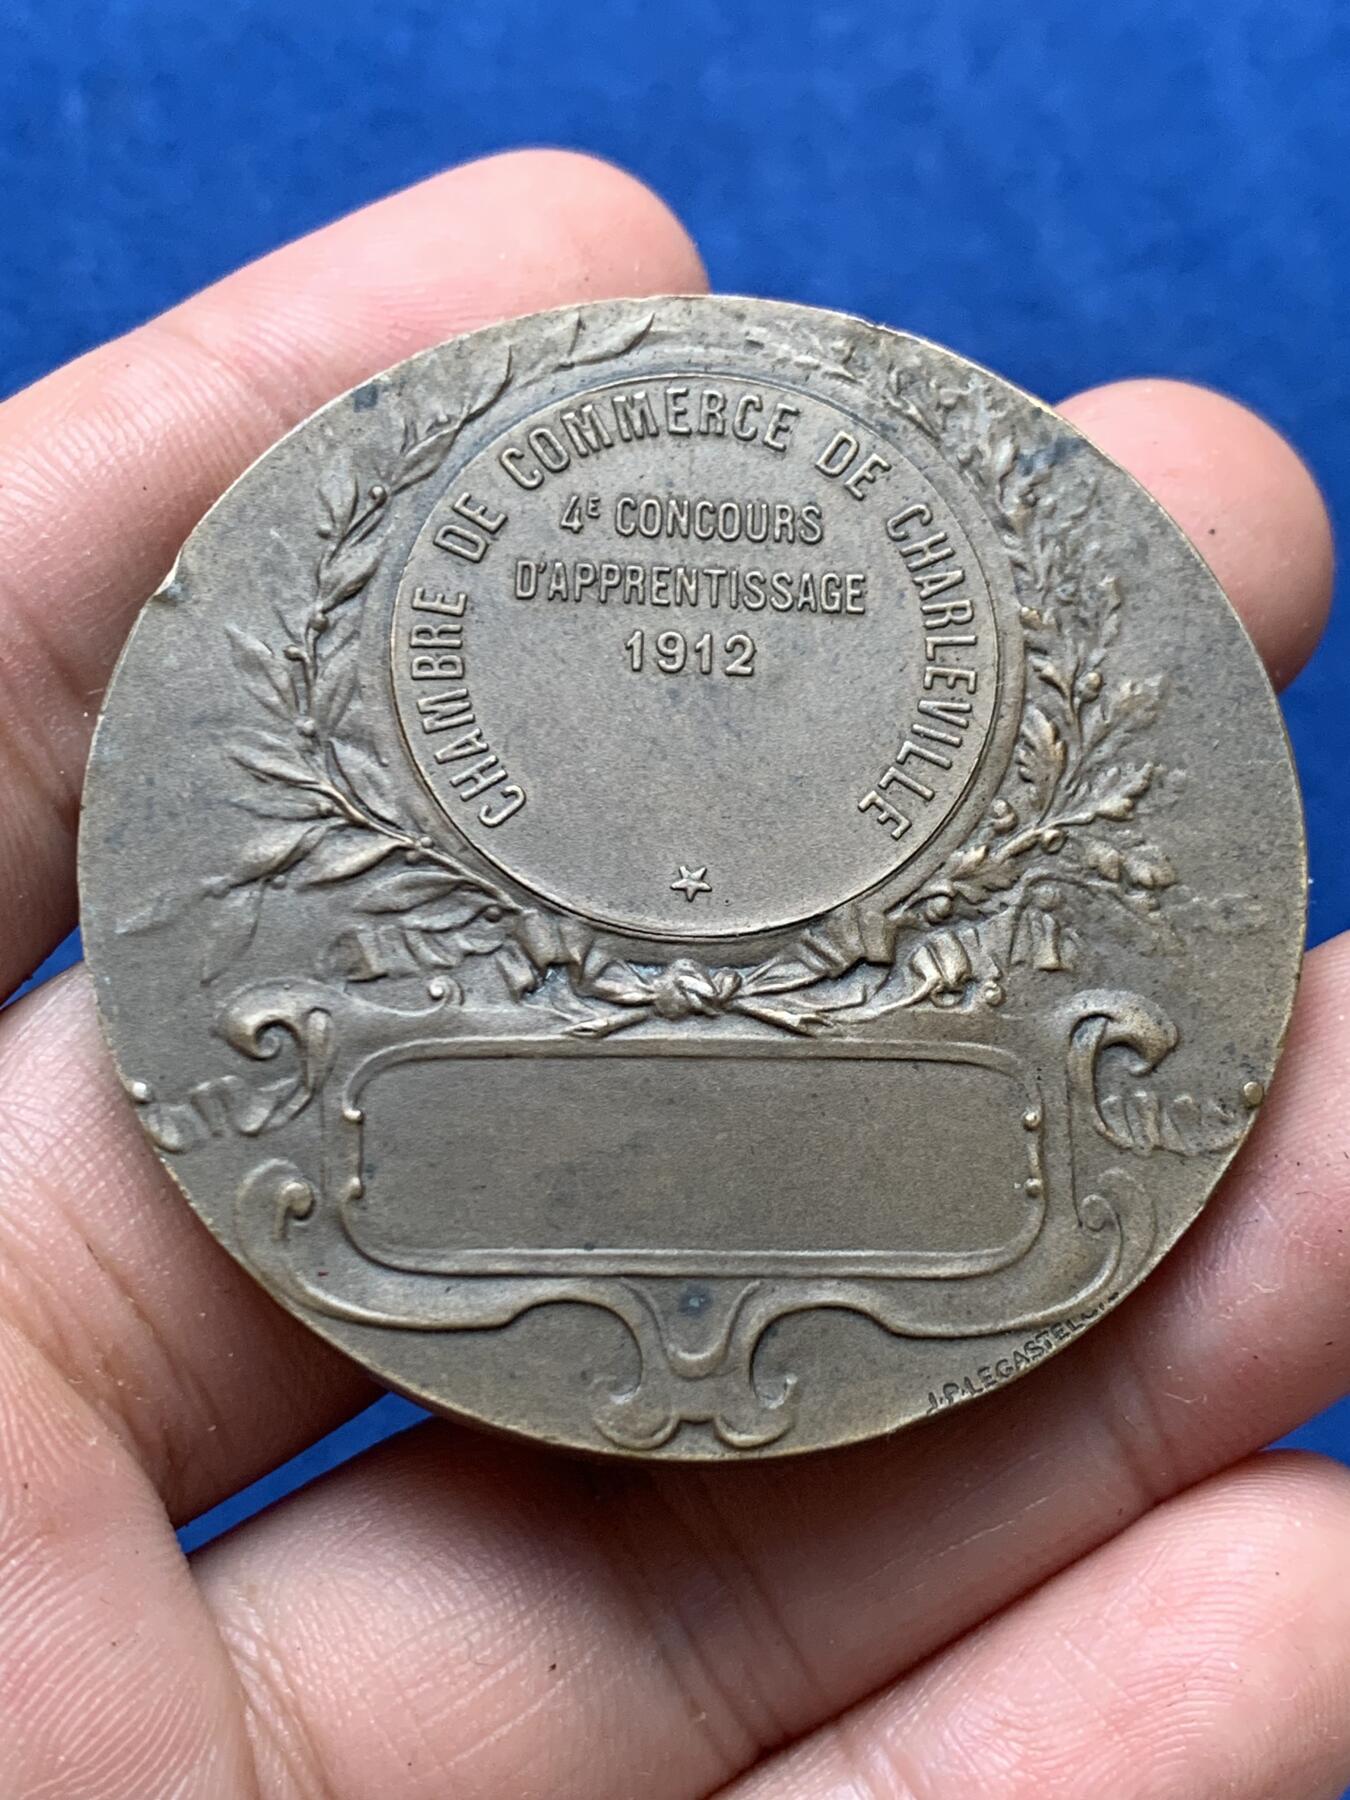 CHAMBRE DE COMMERCE DE CHARLEVILLE
4E CONCOURS
D'APPRENTISSAGE
1912
J.P. LEGASTELOIS